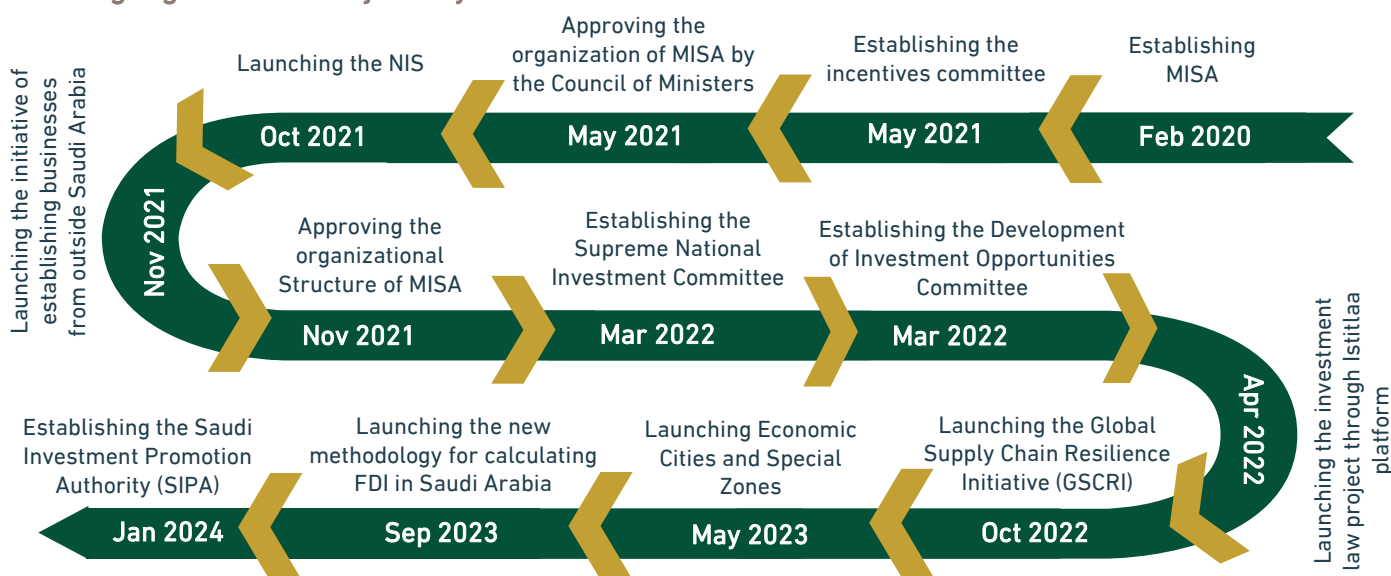 Establishing
MISA
Feb 2020
Establishing the
incentives committee
May 2021
Approving the
organization of MISA by
the Council of Ministers
May 2021
Launching the NIS
Oct 2021
Launching the initiative of
establishing businesses
from outside Saudi Arabia
Nov 2021
Approving the
organizational
Structure of MISA
Nov 2021
Establishing the
Supreme National
Investment Committee
Mar 2022
Establishing the Development
of Investment Opportunities
Committee
Mar 2022
Launching the investment
law project through Istitlaa
platform
Apr 2022
Launching the Global
Supply Chain Resilience
Initiative (GSCRI)
Oct 2022
Launching Economic
Cities and Special
Zones
May 2023
Launching the new
methodology for calculating
FDI in Saudi Arabia
Sep 2023
Establishing the Saudi
Investment Promotion
Authority (SIPA)
Jan 2024